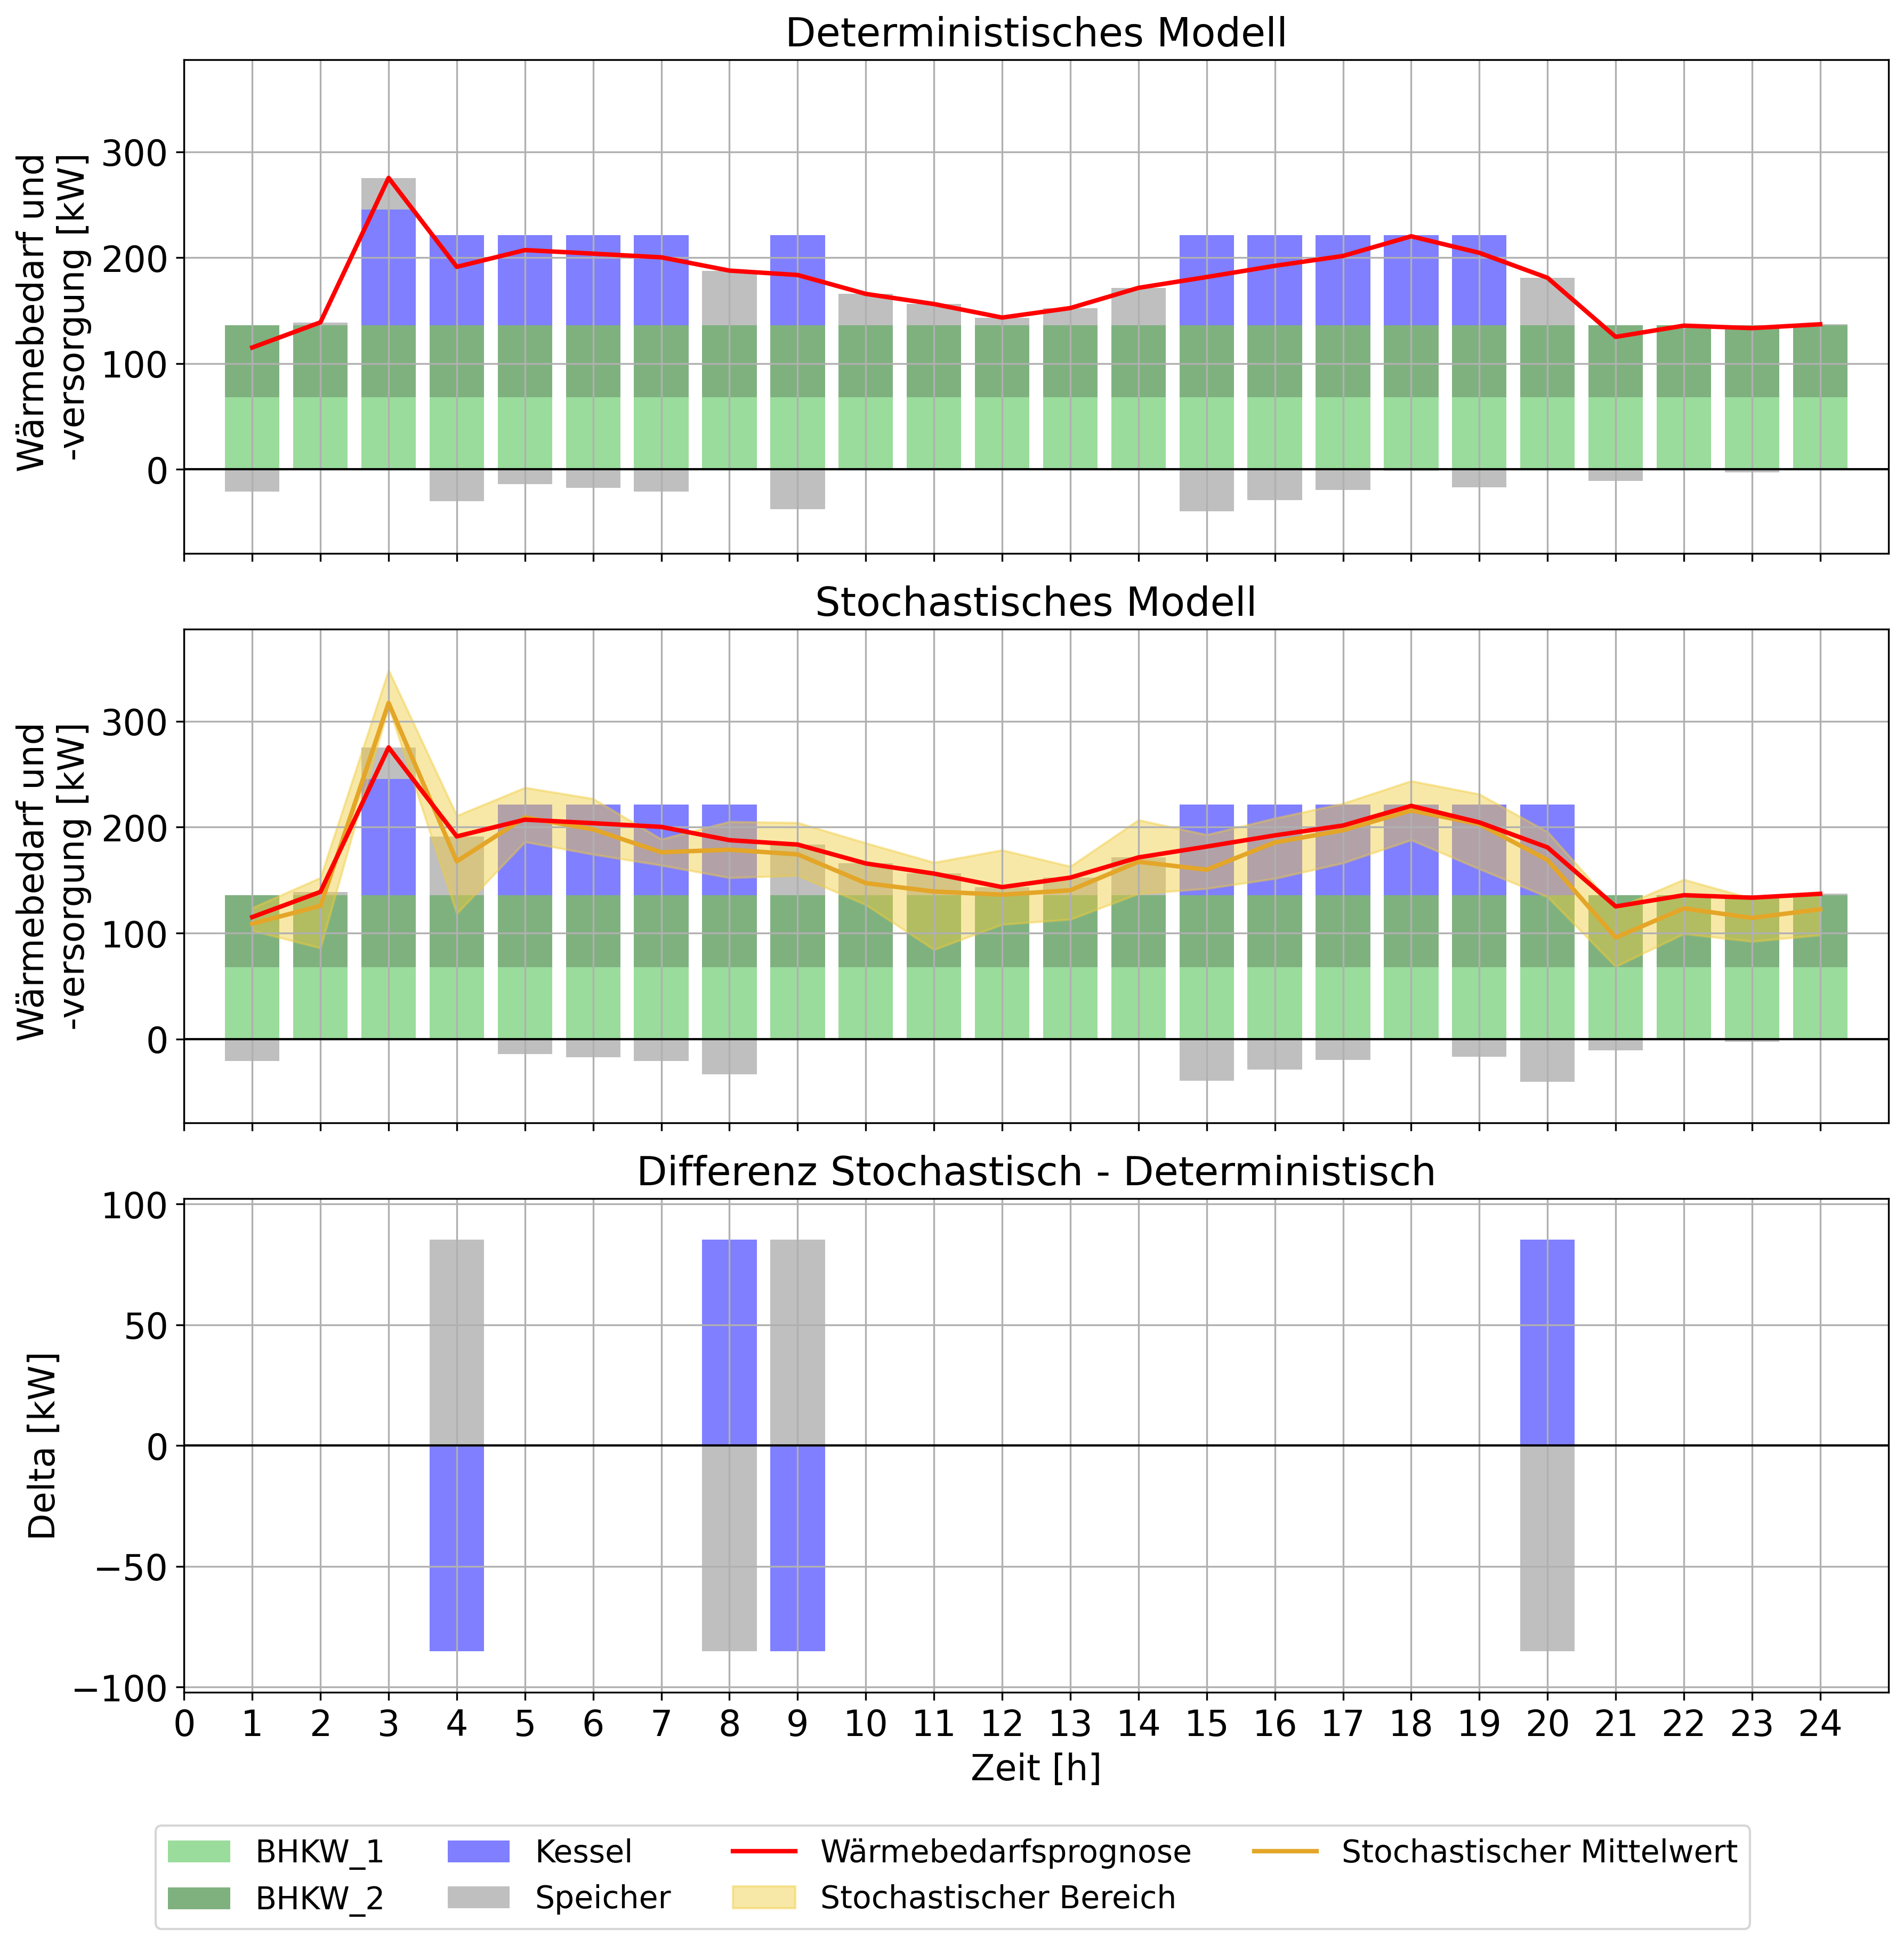 Deterministisches Modell
Wärmebedarf und
-versorgung [kW]
300
200
100
0
Stochastisches Modell
Wärmebedarf und
-versorgung [kW]
300
200
100
0
Differenz Stochastisch - Deterministisch
Delta [kW]
100
50
0
−50
−100
0 1 2 3 4 5 6 7 8 9 10 11 12 13 14 15 16 17 18 19 20 21 22 23 24
Zeit [h]
BHKW_1 Kessel Wärmebedarfsprognose Stochastischer Mittelwert
BHKW_2 Speicher Stochastischer Bereich